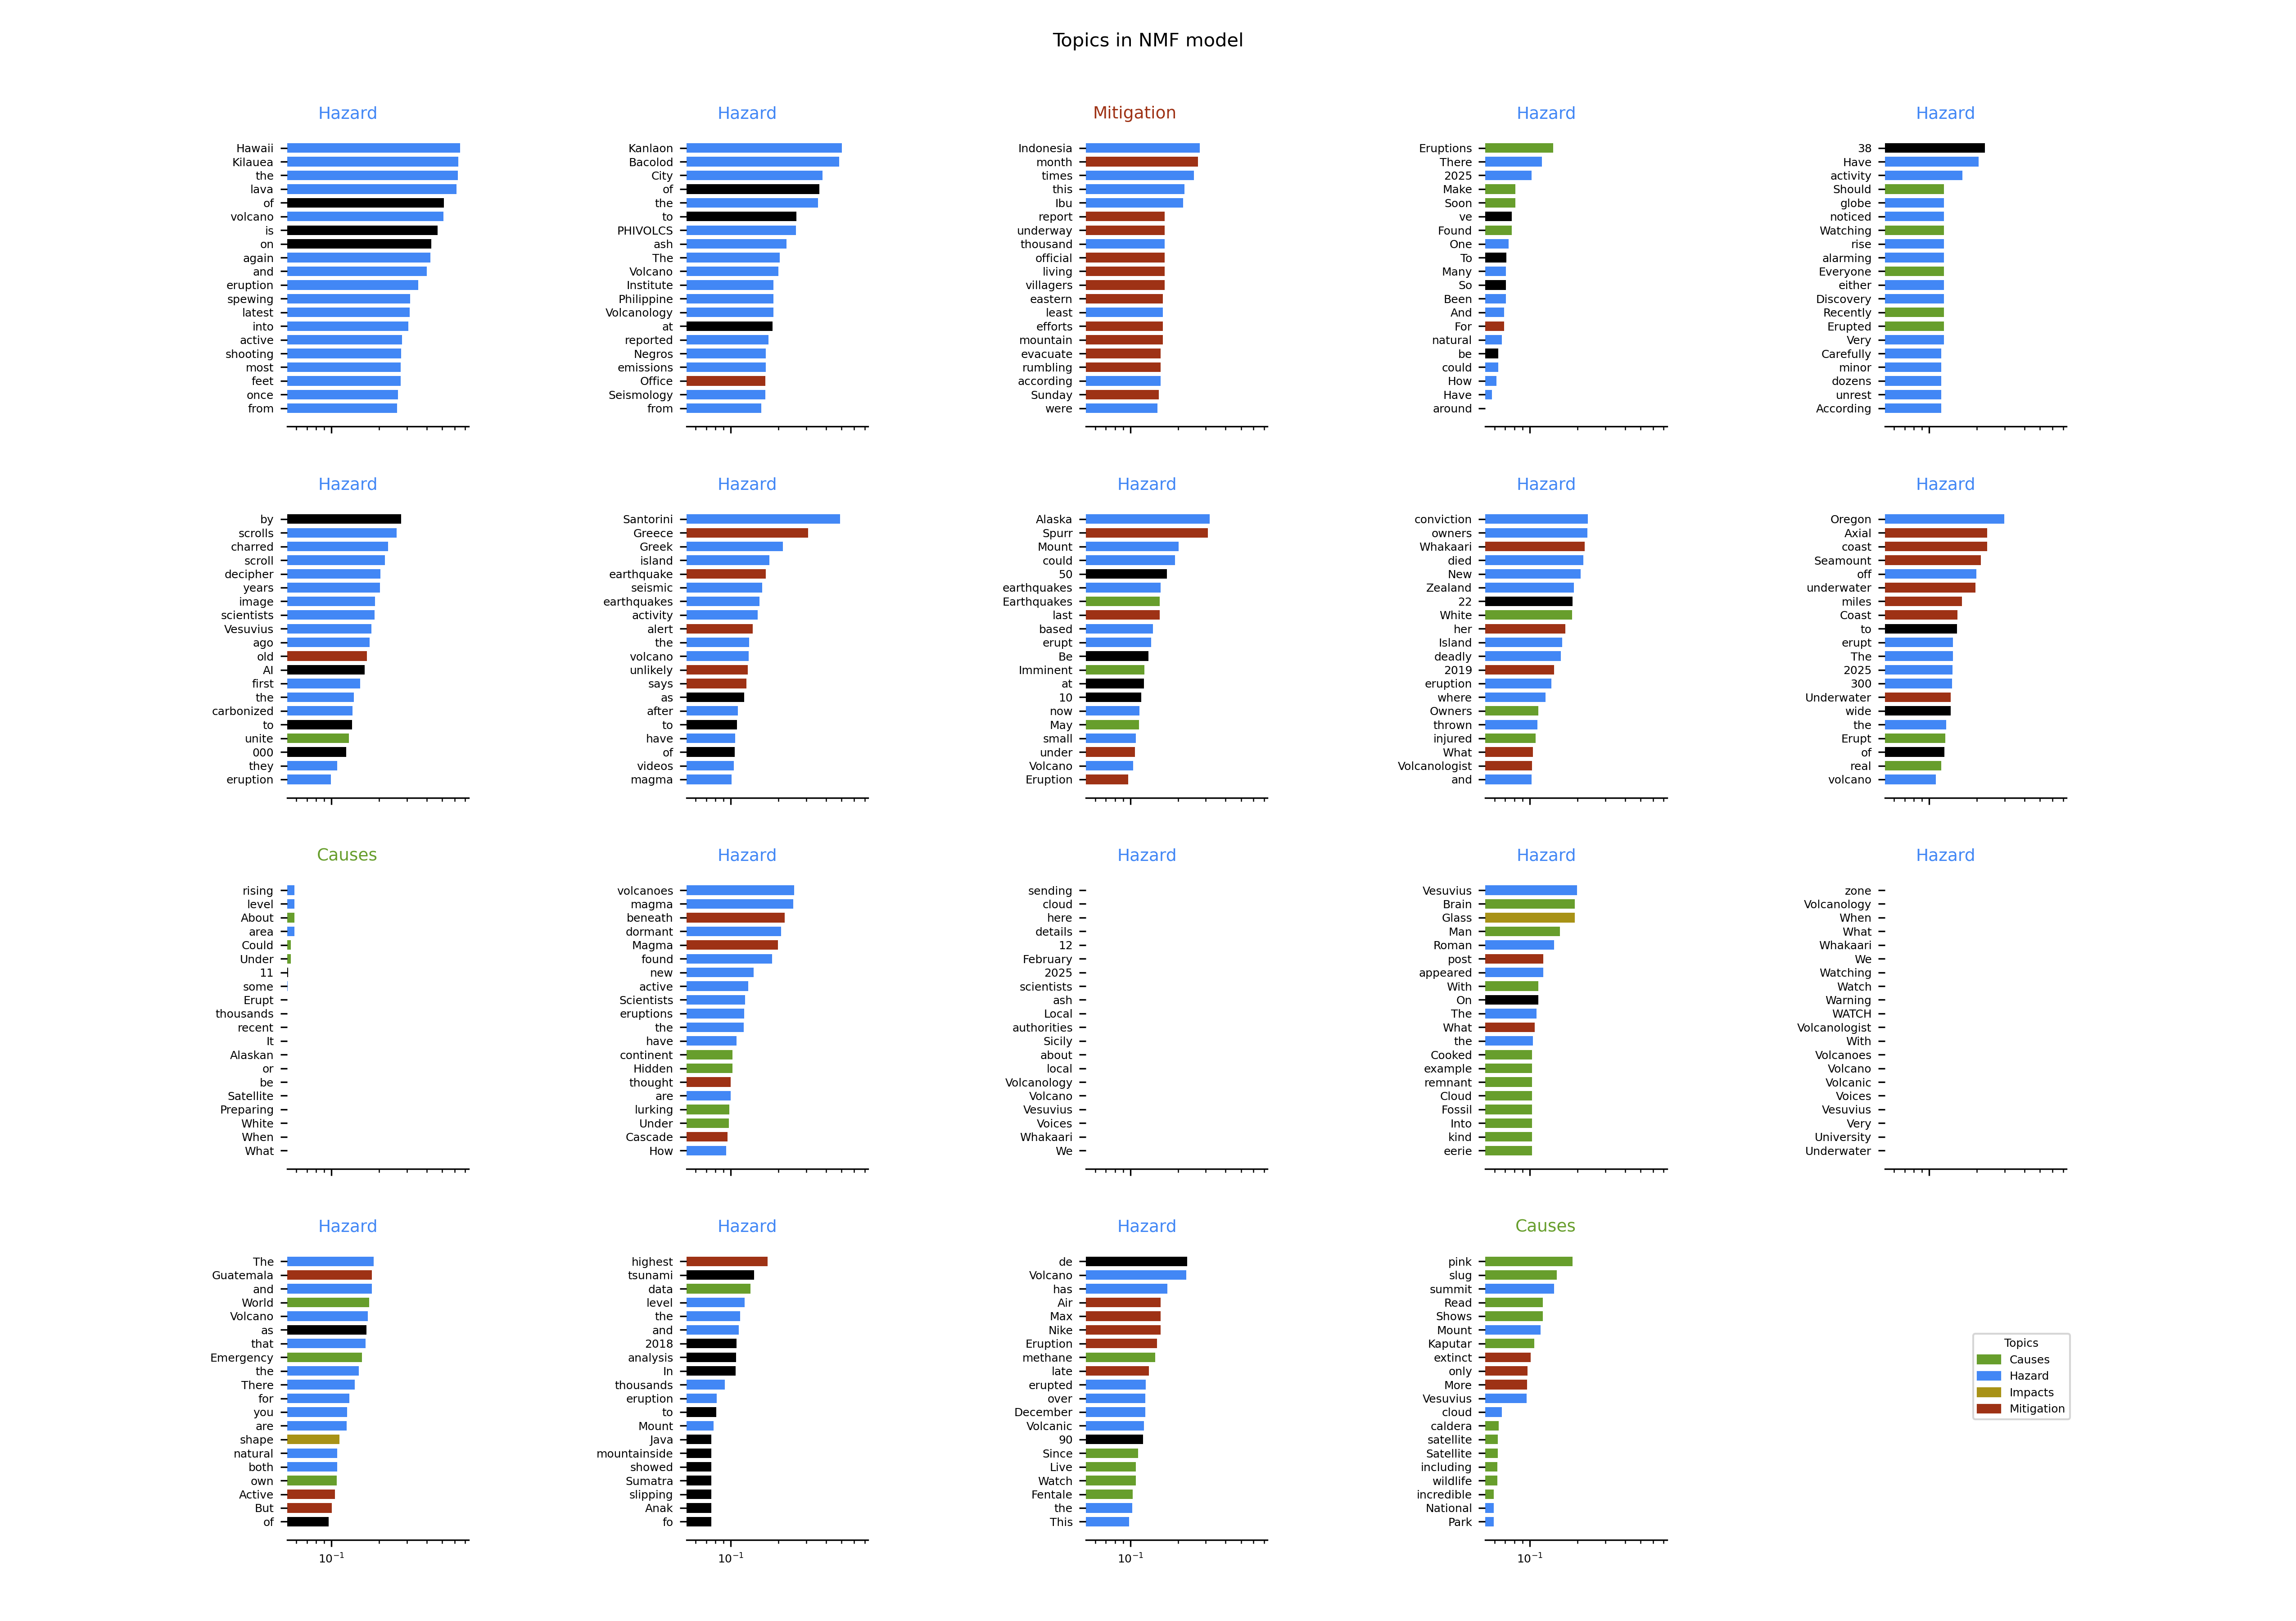 Topics in NMF model
Hazard
Hawaii
Kilauea
the
lava
of
volcano
is
on
again
and
eruption
spewing
latest
into
active
shooting
most
feet
once
from
Hazard
Kanlaon
Bacolod
City
of
the
to
PHIVOLCS
ash
The
Volcano
Institute
Philippine
Volcanology
at
reported
Negros
emissions
Office
Seismology
from
Mitigation
Indonesia
month
times
this
Ibu
report
underway
thousand
official
living
villagers
eastern
least
efforts
mountain
evacuate
rumbling
according
Sunday
were
Hazard
Eruptions
There
2025
Make
Soon
ve
Found
One
To
Many
So
Been
And
For
natural
be
could
How
Have
around
Hazard
38
Have
activity
Should
globe
noticed
Watching
rise
alarming
Everyone
either
Discovery
Recently
Erupted
Very
Carefully
minor
dozens
unrest
According
Hazard
by
scrolls
charred
scroll
decipher
years
image
scientists
Vesuvius
ago
old
AI
first
the
carbonized
to
unite
000
they
eruption
Hazard
Santorini
Greece
Greek
island
earthquake
seismic
earthquakes
activity
alert
the
volcano
unlikely
says
as
after
to
have
of
videos
magma
Hazard
Alaska
Spurr
Mount
could
50
earthquakes
Earthquakes
last
based
erupt
Be
Imminent
at
10
now
May
small
under
Volcano
Eruption
Hazard
conviction
owners
Whakaari
died
New
Zealand
22
White
her
Island
deadly
2019
eruption
where
Owners
thrown
injured
What
Volcanologist
and
Hazard
Oregon
Axial
coast
Seamount
off
underwater
miles
Coast
to
erupt
The
2025
300
Underwater
wide
the
Erupt
of
real
volcano
Causes
rising
level
About
area
Could
Under
11
some
Erupt
thousands
recent
It
Alaskan
or
be
Satellite
Preparing
White
When
What
Hazard
volcanoes
magma
beneath
dormant
Magma
found
new
active
Scientists
eruptions
the
have
continent
Hidden
thought
are
lurking
Under
Cascade
How
Hazard
sending
cloud
here
details
12
February
2025
scientists
ash
Local
authorities
Sicily
about
local
Volcanology
Volcano
Vesuvius
Voices
Whakaari
We
Hazard
Vesuvius
Brain
Glass
Man
Roman
post
appeared
With
On
The
What
the
Cooked
example
remnant
Cloud
Fossil
Into
kind
eerie
Hazard
zone
Volcanology
When
What
Whakaari
We
Watching
Watch
Warning
WATCH
Volcanologist
With
Volcanoes
Volcano
Volcanic
Voices
Vesuvius
Very
University
Underwater
Hazard
The
Guatemala
and
World
Volcano
as
that
Emergency
the
There
for
you
are
shape
natural
both
own
Active
But
of
10⁻¹
Hazard
highest
tsunami
data
level
the
and
2018
analysis
In
thousands
eruption
to
Mount
Java
mountainside
showed
Sumatra
slipping
Anak
fo
10⁻¹
Hazard
de
Volcano
has
Air
Max
Nike
Eruption
methane
late
erupted
over
December
Volcanic
90
Since
Live
Watch
Fentale
the
This
10⁻¹
Causes
pink
slug
summit
Read
Shows
Mount
Kaputar
extinct
only
More
Vesuvius
cloud
caldera
satellite
Satellite
including
wildlife
incredible
National
Park
10⁻¹
Topics
Causes
Hazard
Impacts
Mitigation